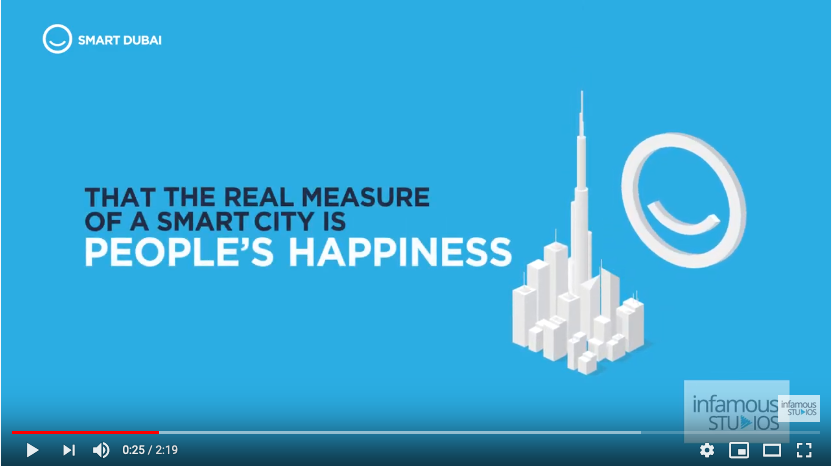 SMART DUBAI
THAT THE REAL MEASURE
OF A SMART CITY IS
PEOPLE'S HAPPINESS
infamous
STUDIOS
infamous
STUDIOS
0:25 / 2:19